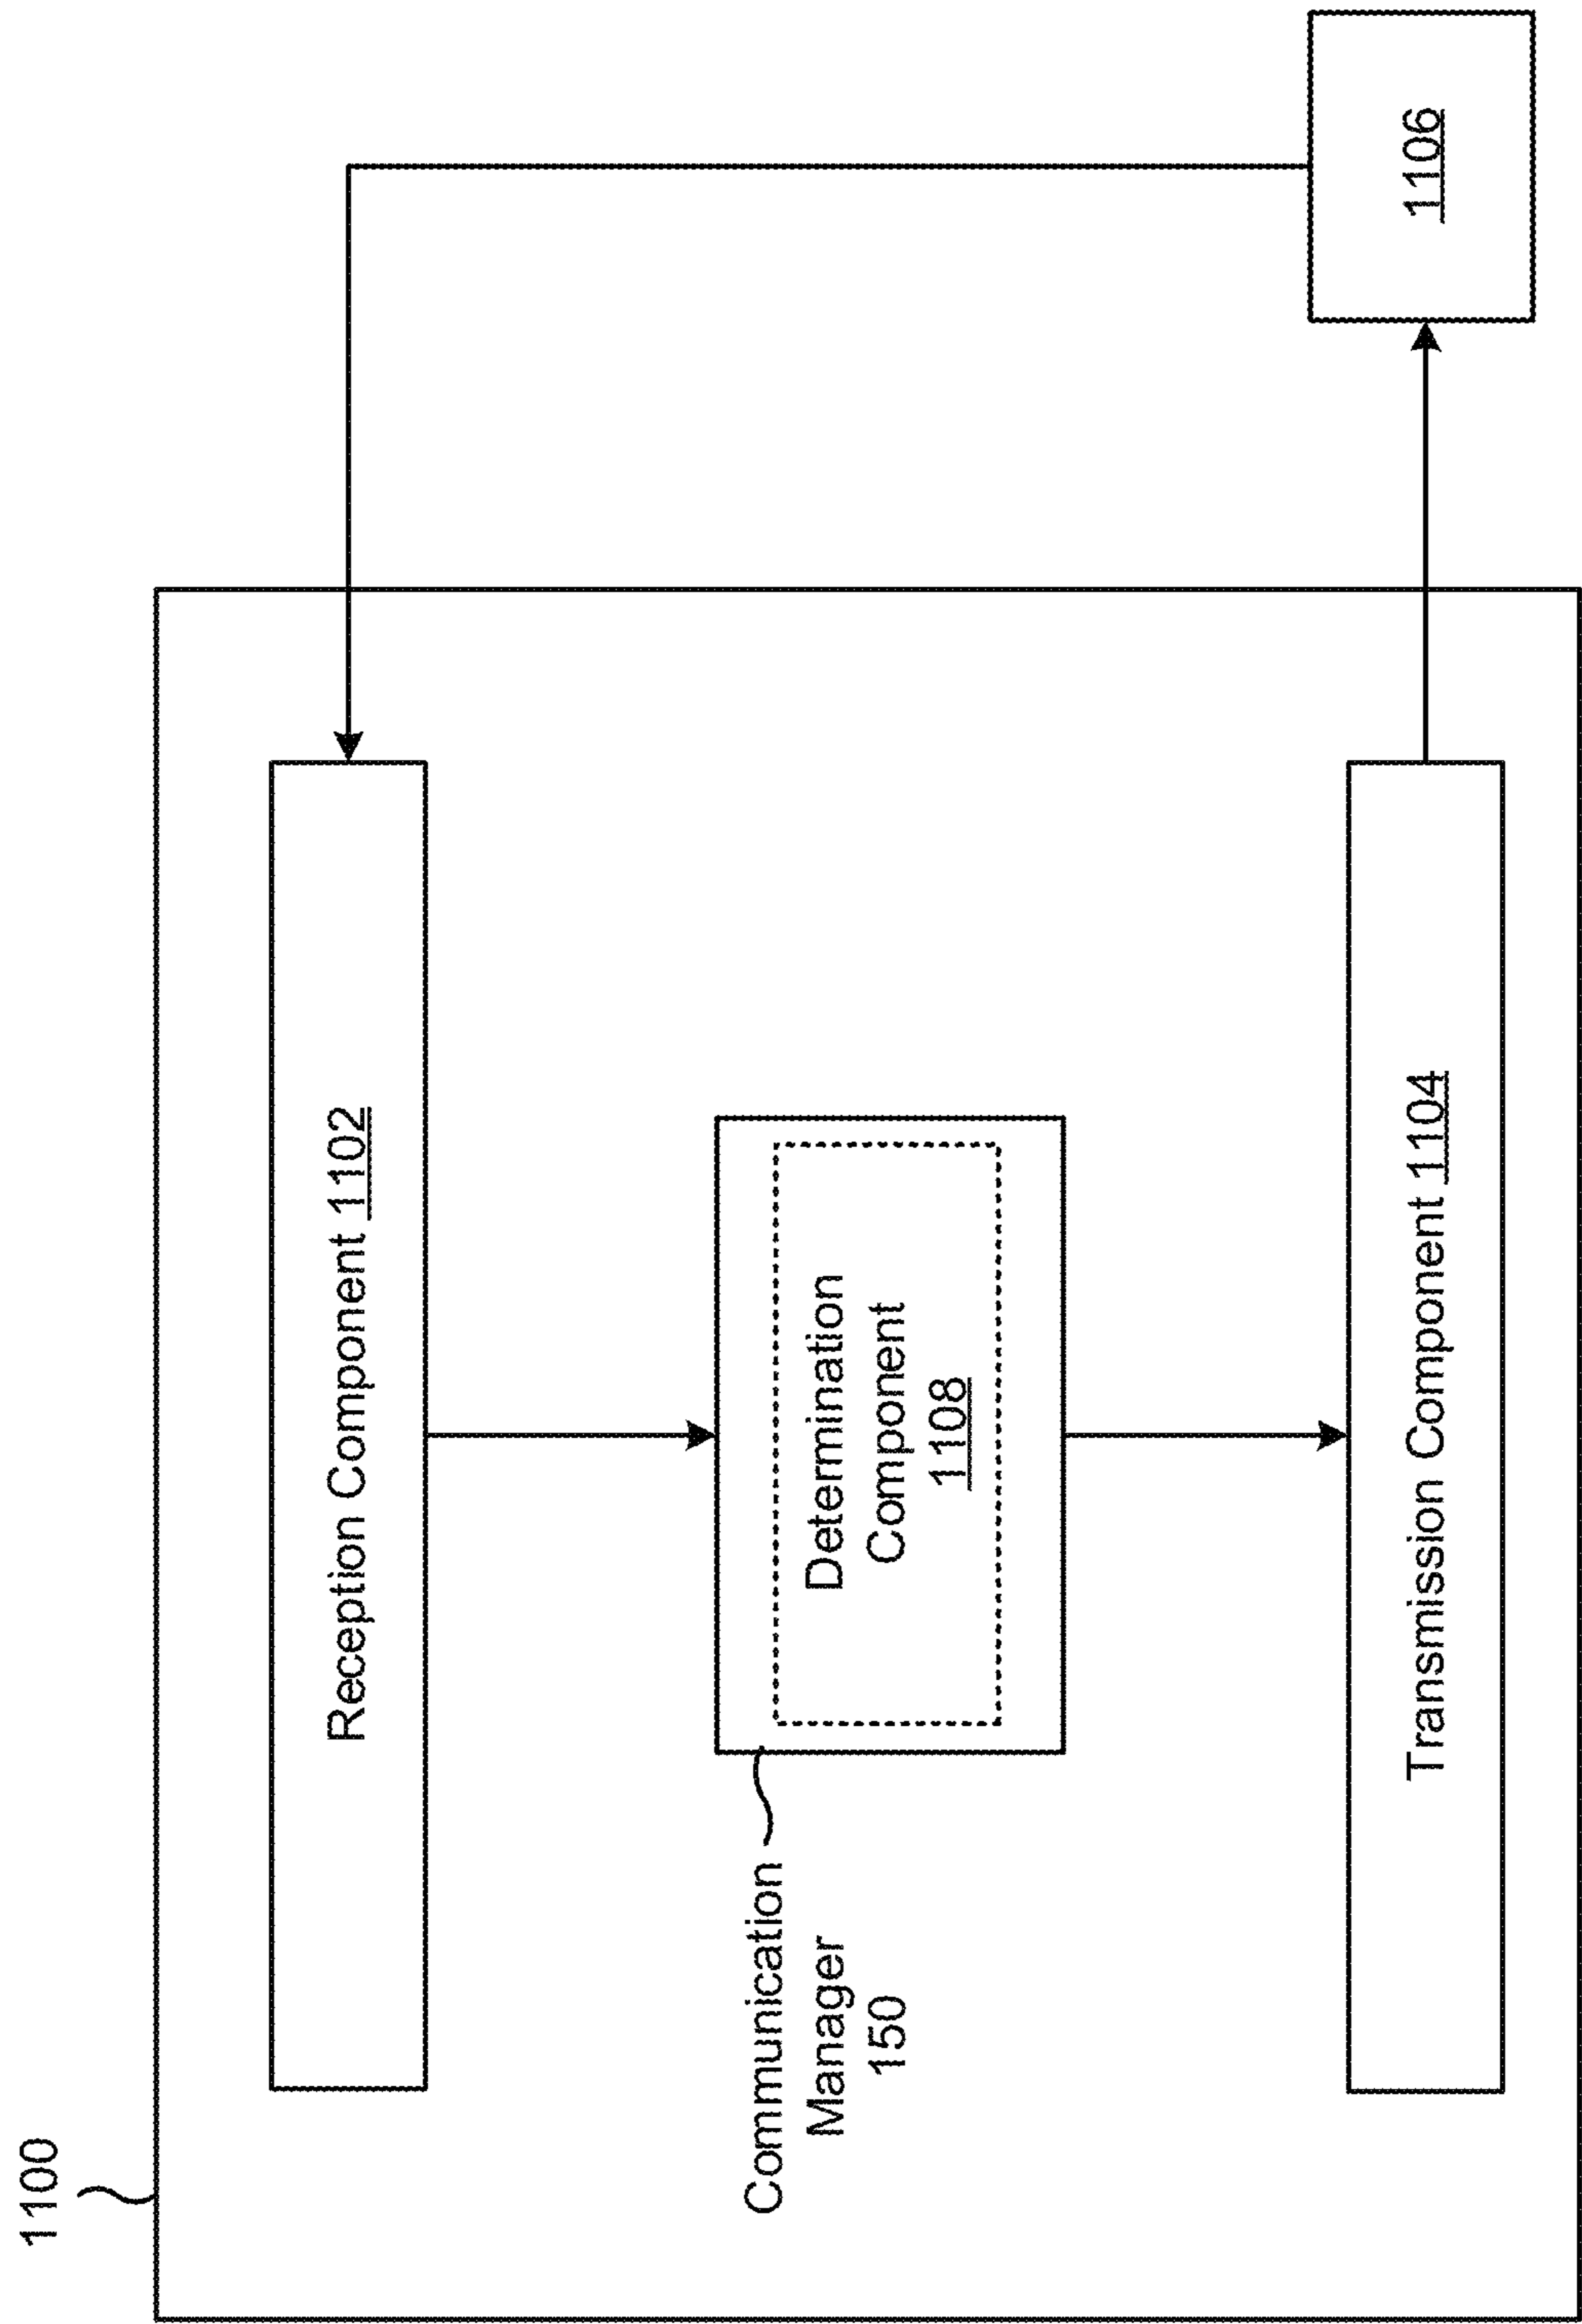 1100
Reception Component 1102
Communication
Manager
150
Determination
Component
1108
Transmission Component 1104
1106